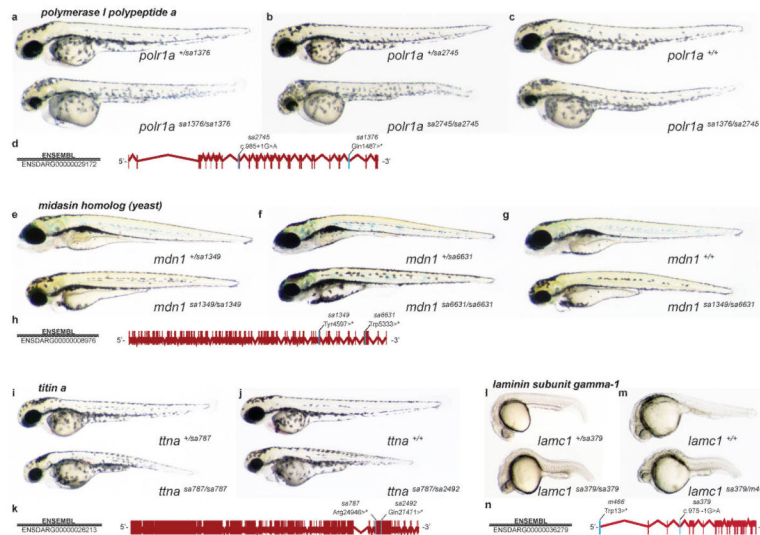 polymerase I polypeptide a
a
polr1a +/sa1376
polr1a sa1376/sa1376
b
polr1a +/sa2745
polr1a sa2745/sa2745
c
polr1a +/+
polr1a sa1376/sa2745
d
ENSEMBL
ENSDARG00000029172
5'-
sa2745
c.985+1G>A
sa1376
Gln1487>*
-3'
midasin homolog (yeast)
e
mdn1 +/sa1349
mdn1 sa1349/sa1349
f
mdn1 +/sa6631
mdn1 sa6631/sa6631
g
mdn1 +/+
mdn1 sa1349/sa6631
h
ENSEMBL
ENSDARG00000008976
5'-
sa1349
Tyr4597>*
sa6631
Trp5333>*
-3'
titin a
i
ttna +/sa787
ttna sa787/sa787
j
ttna +/+
ttna sa787/sa2492
k
ENSEMBL
ENSDARG00000028213
5'-
sa787
Arg24946>*
sa2492
Gln27471>*
-3'
laminin subunit gamma-1
l
lamc1 +/sa379
lamc1 sa379/sa379
m
lamc1 +/+
lamc1 sa379/m4
n
ENSEMBL
ENSDARG00000036279
5'-
m466
Trp13>*
sa379
c.975-1G>A